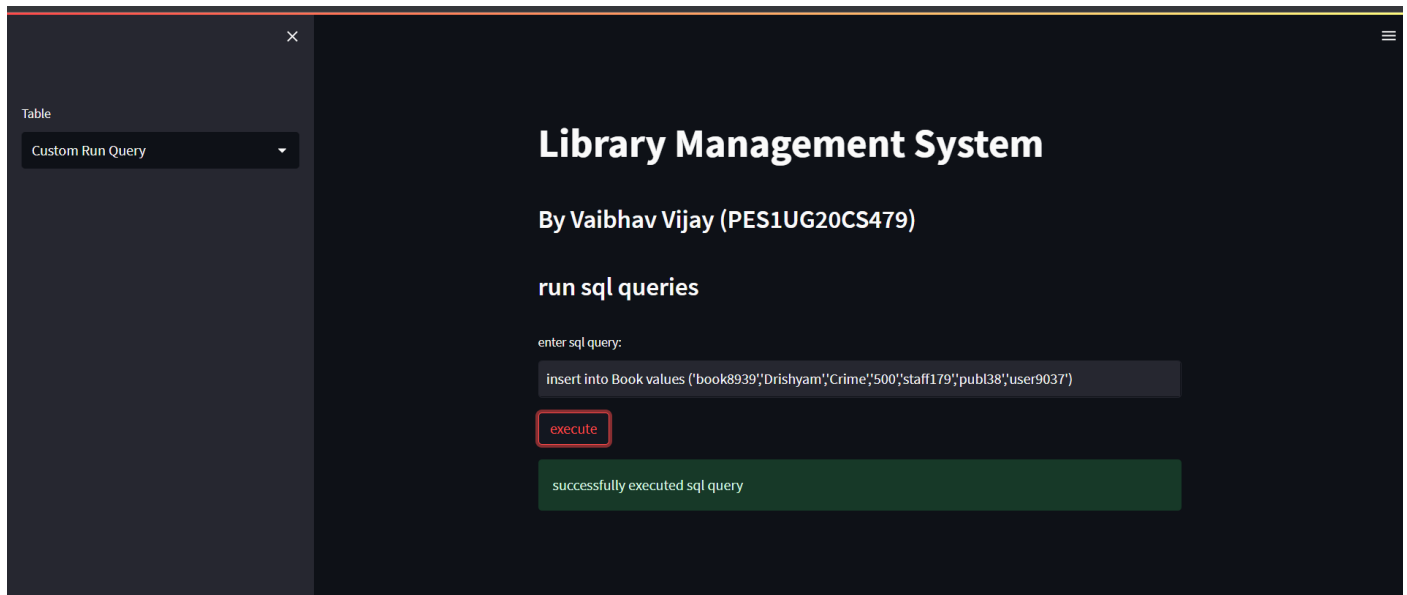 Table
Custom Run Query
Library Management System
By Vaibhav Vijay (PES1UG20CS479)
run sql queries
enter sql query:
insert into Book values ('book8939','Drishyam','Crime','500','staff179','publ38','user9037')
execute
successfully executed sql query